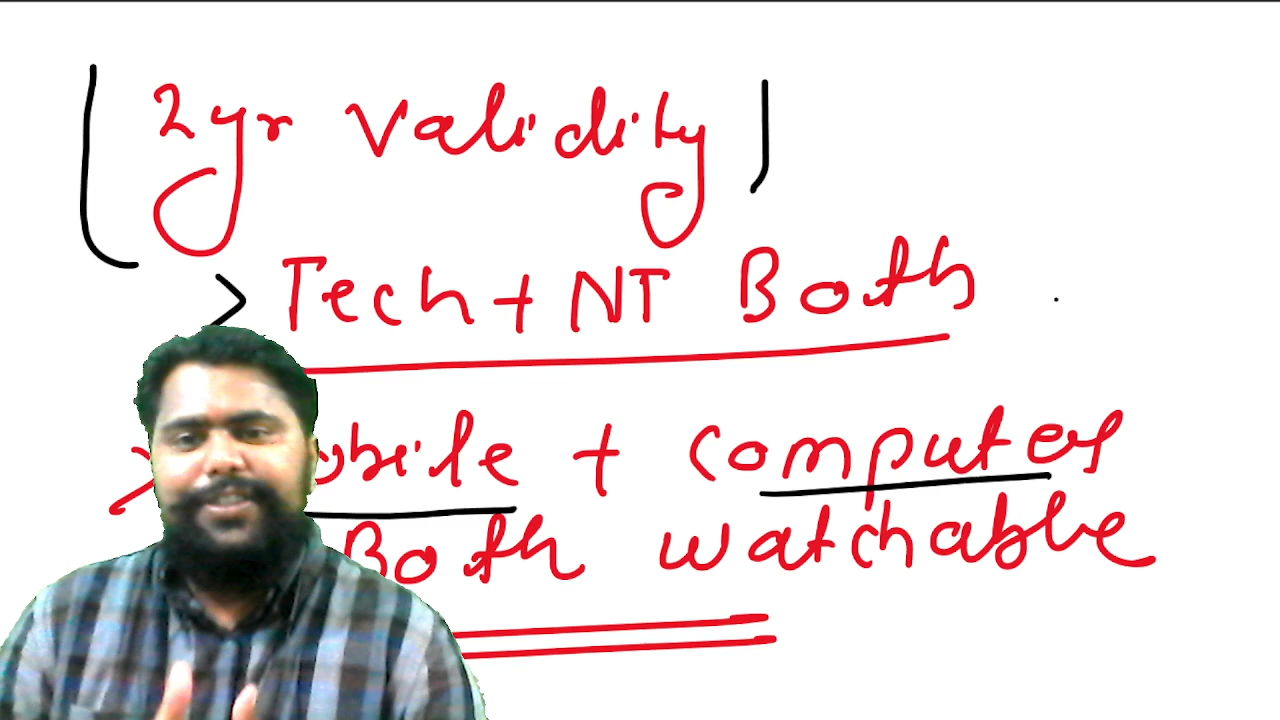 2yr Validity
Tech + NT Both
+ computer
Both watchable